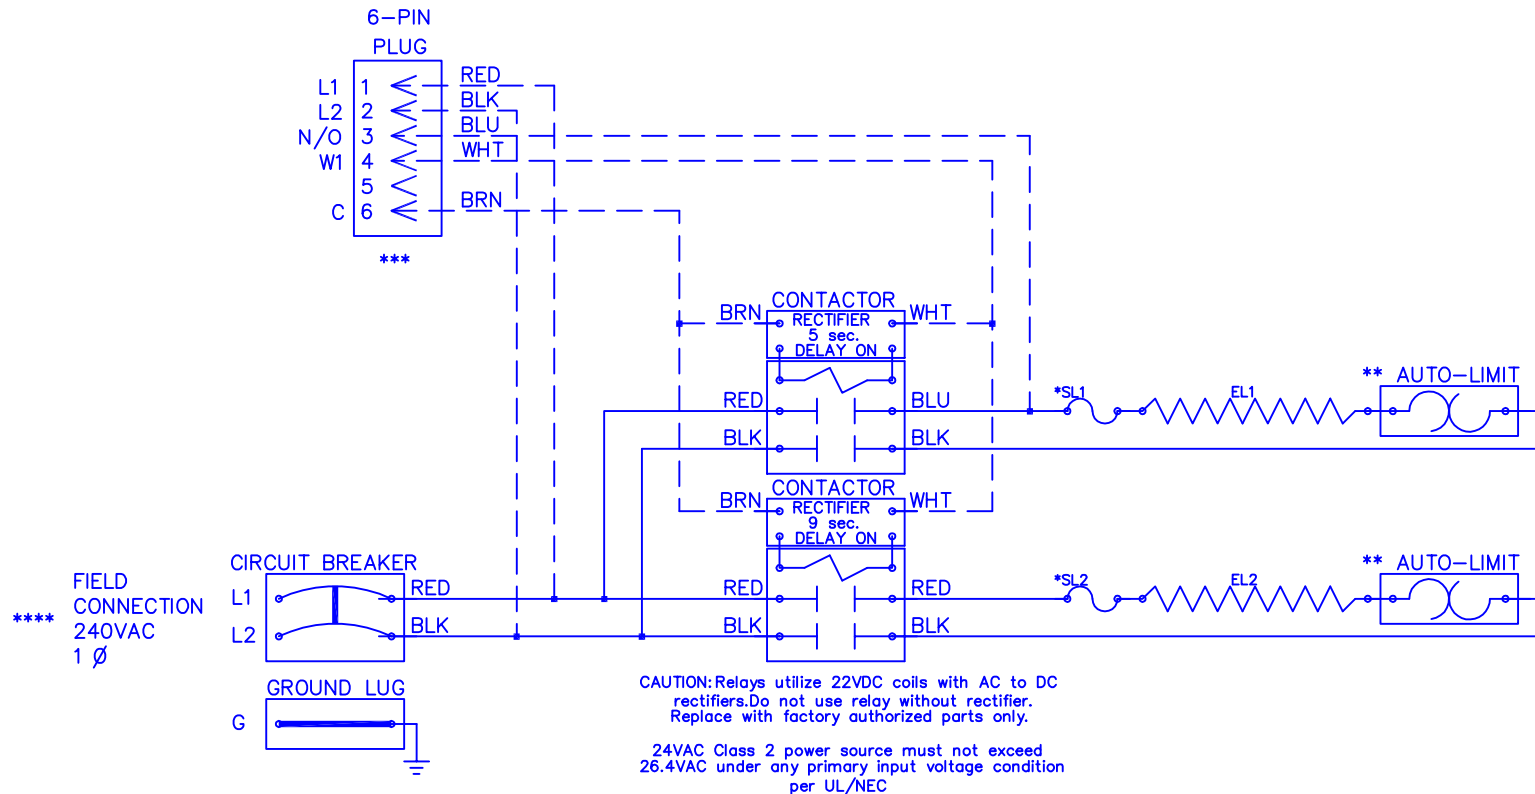 6-PIN
PLUG
L1 1 RED
L2 2 BLK
N/O 3 BLU
W1 4 WHT
5
C 6 BRN
***
CONTACTOR
BRN RECTIFIER WHT
5 sec.
DELAY ON
RED BLU
BLK BLK
*SL1 EL1 ** AUTO-LIMIT
CONTACTOR
BRN RECTIFIER WHT
9 sec.
DELAY ON
RED RED
BLK BLK
*SL2 EL2 ** AUTO-LIMIT
CIRCUIT BREAKER
L1 RED
L2 BLK
FIELD
CONNECTION
**** 240VAC
1 Ø
GROUND LUG
G
CAUTION:Relays utilize 22VDC coils with AC to DC
rectifiers.Do not use relay without rectifier.
Replace with factory authorized parts only.
24VAC Class 2 power source must not exceed
26.4VAC under any primary input voltage condition
per UL/NEC